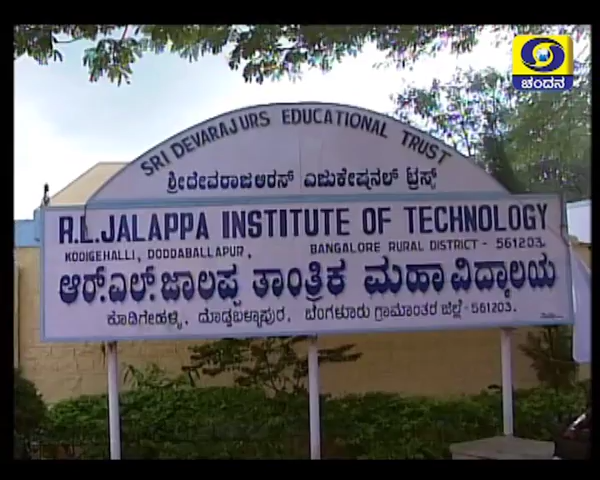 ಚಂದನ
SRI DEVARAJURS EDUCATIONAL TRUST
ಶ್ರೀದೇವರಾಜಅರಸ್ ಎಜುಕೇಷನಲ್ ಟ್ರಸ್ಟ್
R.L.JALAPPA INSTITUTE OF TECHNOLOGY
KODIGEHALLI, DODDABALLAPUR, BANGALORE RURAL DISTRICT - 561203.
ಆರ್.ಎಲ್.ಜಾಲಪ್ಪ ತಾಂತ್ರಿಕ ಮಹಾ ವಿದ್ಯಾಲಯ
ಕೊಡಿಗೇಹಳ್ಳಿ, ದೊಡ್ಡಬಳ್ಳಾಪುರ, ಬೆಂಗಳೂರು ಗ್ರಾಮಾಂತರ ಜಿಲ್ಲೆ - 561203.